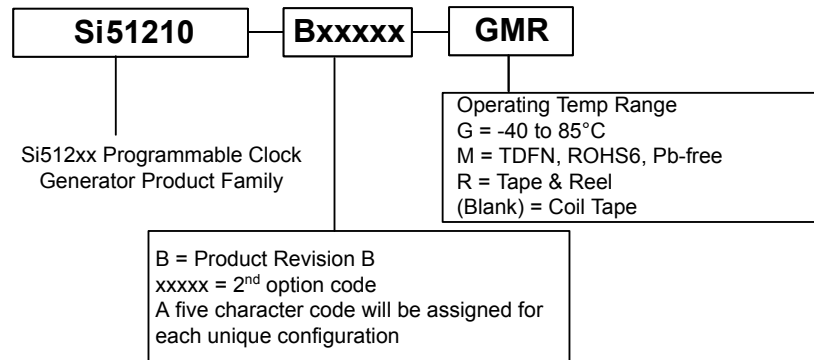 Si51210
Bxxxxx
GMR
Operating Temp Range
G = -40 to 85°C
M = TDFN, ROHS6, Pb-free
R = Tape & Reel
(Blank) = Coil Tape
Si512xx Programmable Clock
Generator Product Family
B = Product Revision B
xxxxx = 2nd option code
A five character code will be assigned for
each unique configuration